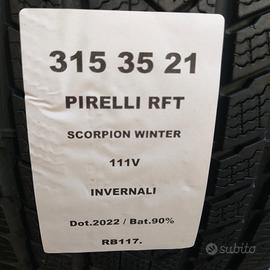 315 35 21
PIRELLI RFT
SCORPION WINTER
111V
INVERNALI
Dot.2022 / Bat.90%
RB117.
subito